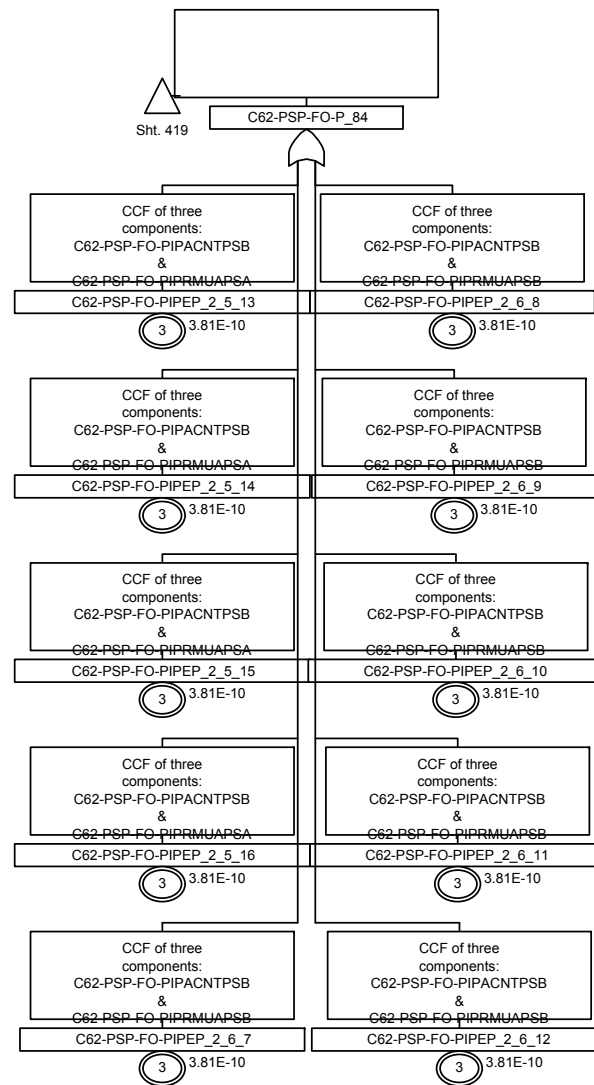 C62-PSP-FO-P_84
Sht. 419
CCF of three
components:
C62-PSP-FO-PIPACNTPSB
&
C62-PSP-FO-PIPRMUAPSA
C62-PSP-FO-PIPEP_2_5_13
3
3.81E-10
CCF of three
components:
C62-PSP-FO-PIPACNTPSB
&
C62-PSP-FO-PIPRMUAPSB
C62-PSP-FO-PIPEP_2_6_8
3
3.81E-10
CCF of three
components:
C62-PSP-FO-PIPACNTPSB
&
C62-PSP-FO-PIPRMUAPSA
C62-PSP-FO-PIPEP_2_5_14
3
3.81E-10
CCF of three
components:
C62-PSP-FO-PIPACNTPSB
&
C62-PSP-FO-PIPRMUAPSB
C62-PSP-FO-PIPEP_2_6_9
3
3.81E-10
CCF of three
components:
C62-PSP-FO-PIPACNTPSB
&
C62-PSP-FO-PIPRMUAPSA
C62-PSP-FO-PIPEP_2_5_15
3
3.81E-10
CCF of three
components:
C62-PSP-FO-PIPACNTPSB
&
C62-PSP-FO-PIPRMUAPSB
C62-PSP-FO-PIPEP_2_6_10
3
3.81E-10
CCF of three
components:
C62-PSP-FO-PIPACNTPSB
&
C62-PSP-FO-PIPRMUAPSA
C62-PSP-FO-PIPEP_2_5_16
3
3.81E-10
CCF of three
components:
C62-PSP-FO-PIPACNTPSB
&
C62-PSP-FO-PIPRMUAPSB
C62-PSP-FO-PIPEP_2_6_11
3
3.81E-10
CCF of three
components:
C62-PSP-FO-PIPACNTPSB
&
C62-PSP-FO-PIPRMUAPSB
C62-PSP-FO-PIPEP_2_6_7
3
3.81E-10
CCF of three
components:
C62-PSP-FO-PIPACNTPSB
&
C62-PSP-FO-PIPRMUAPSB
C62-PSP-FO-PIPEP_2_6_12
3
3.81E-10